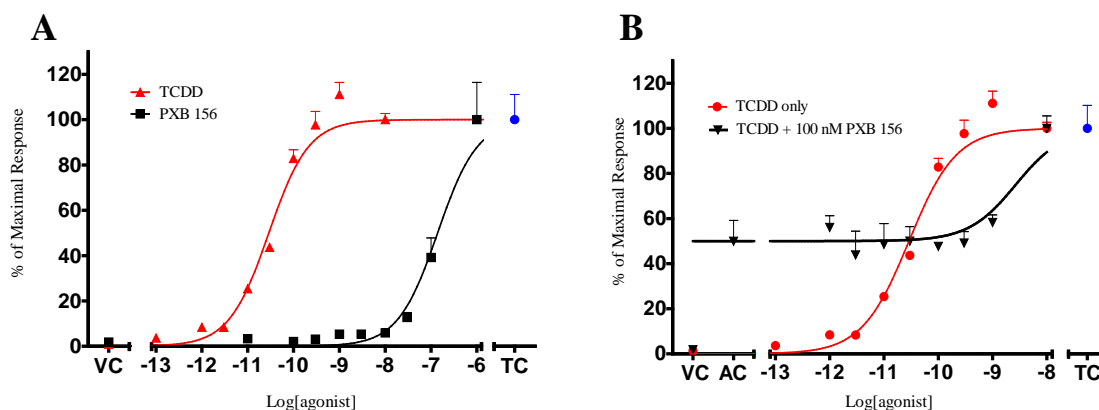 A
120
100
80
60
40
20
0
% of Maximal Response
TCDD
PXB 156
VC
-13 -12 -11 -10 -9 -8 -7 -6
TC
Log[agonist]
B
120
100
80
60
40
20
0
% of Maximal Response
TCDD only
TCDD + 100 nM PXB 156
VC AC
-13 -12 -11 -10 -9 -8
TC
Log[agonist]